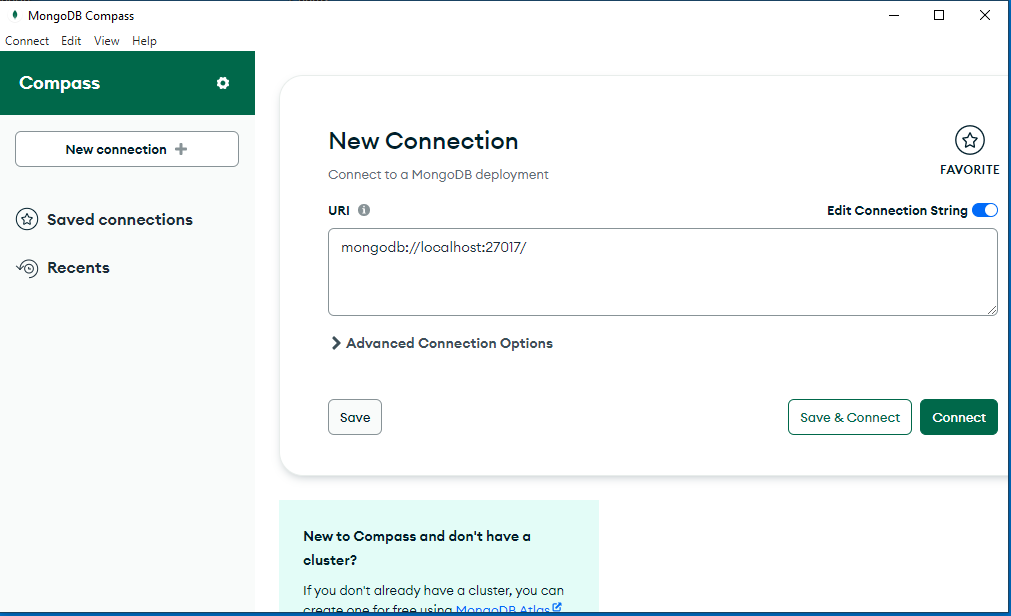 MongoDB Compass
Connect Edit View Help
Compass
New connection
Saved connections
Recents
New Connection
Connect to a MongoDB deployment
FAVORITE
URI
Edit Connection String
mongodb://localhost:27017/
Advanced Connection Options
Save
Save & Connect
Connect
New to Compass and don't have a
cluster?
If you don't already have a cluster, you can
create one for free using MongoDB Atlas